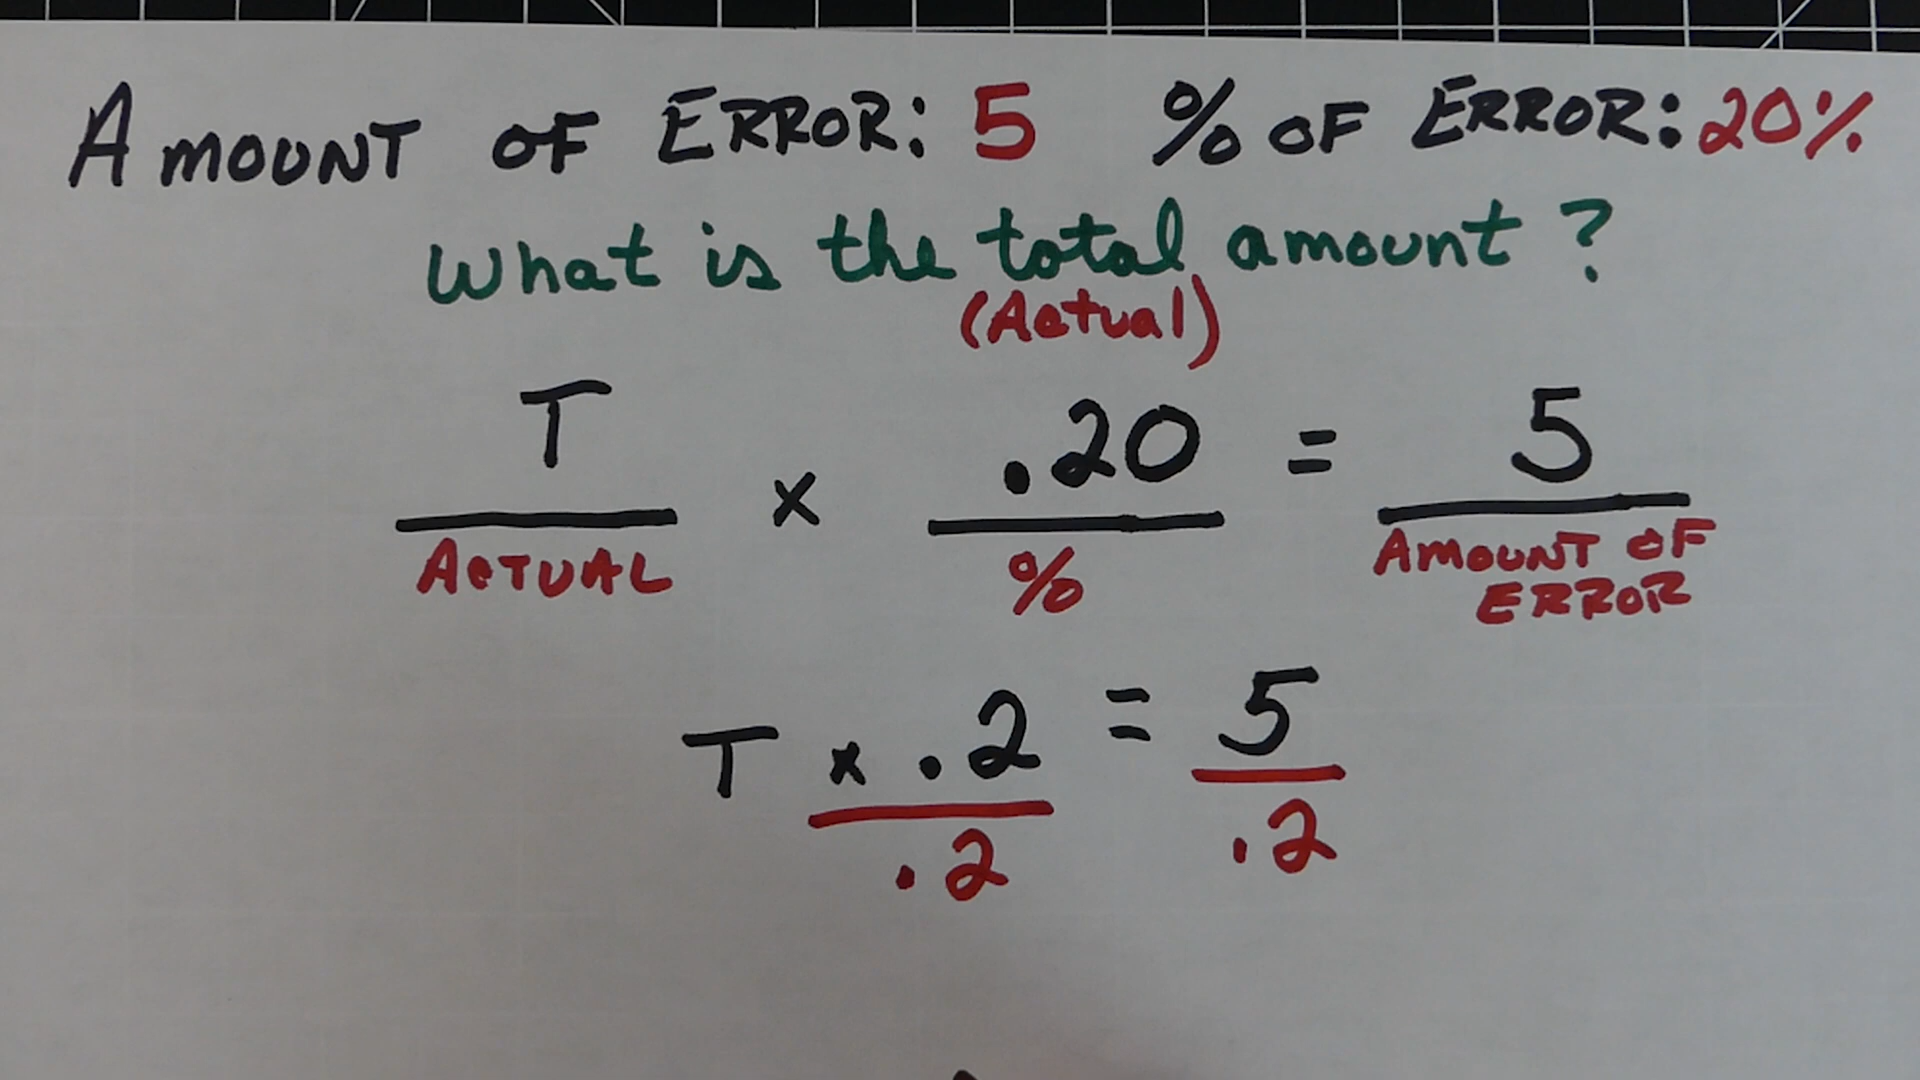 AMOUNT OF ERROR: 5 % OF ERROR: 20%
What is the total amount?
(Actual)
T x .20 = 5
ACTUAL % AMOUNT OF
ERROR
T x .2 = 5
.2 .2